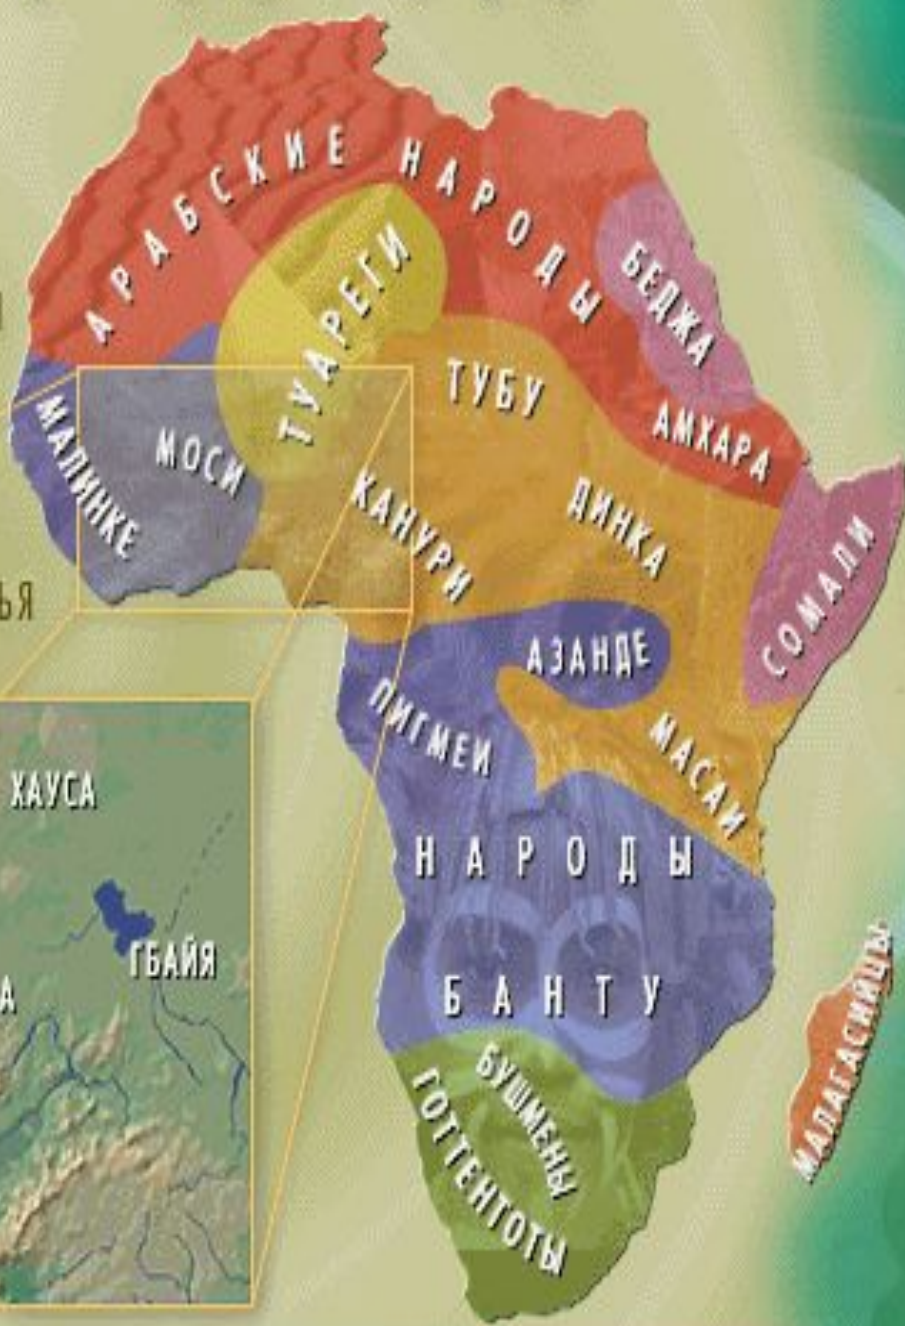 АРАБСКИЕ НАРОДЫ
ТУАРЕГИ
БЕДЖА
ТУБУ
АМХАРА
МАЛИНКЕ
МОСИ
КАНУРИ
ДИНКА
СОМАЛИ
ЬЯ
АЗАНДЕ
ПИГМЕИ
МАСАИ
ХАУСА
НАРОДЫ
БАНТУ
ГБАЙЯ
А
БУШМЕНЫ
ГОТТЕНТОТЫ
МАЛАГАСИЙЦЫ